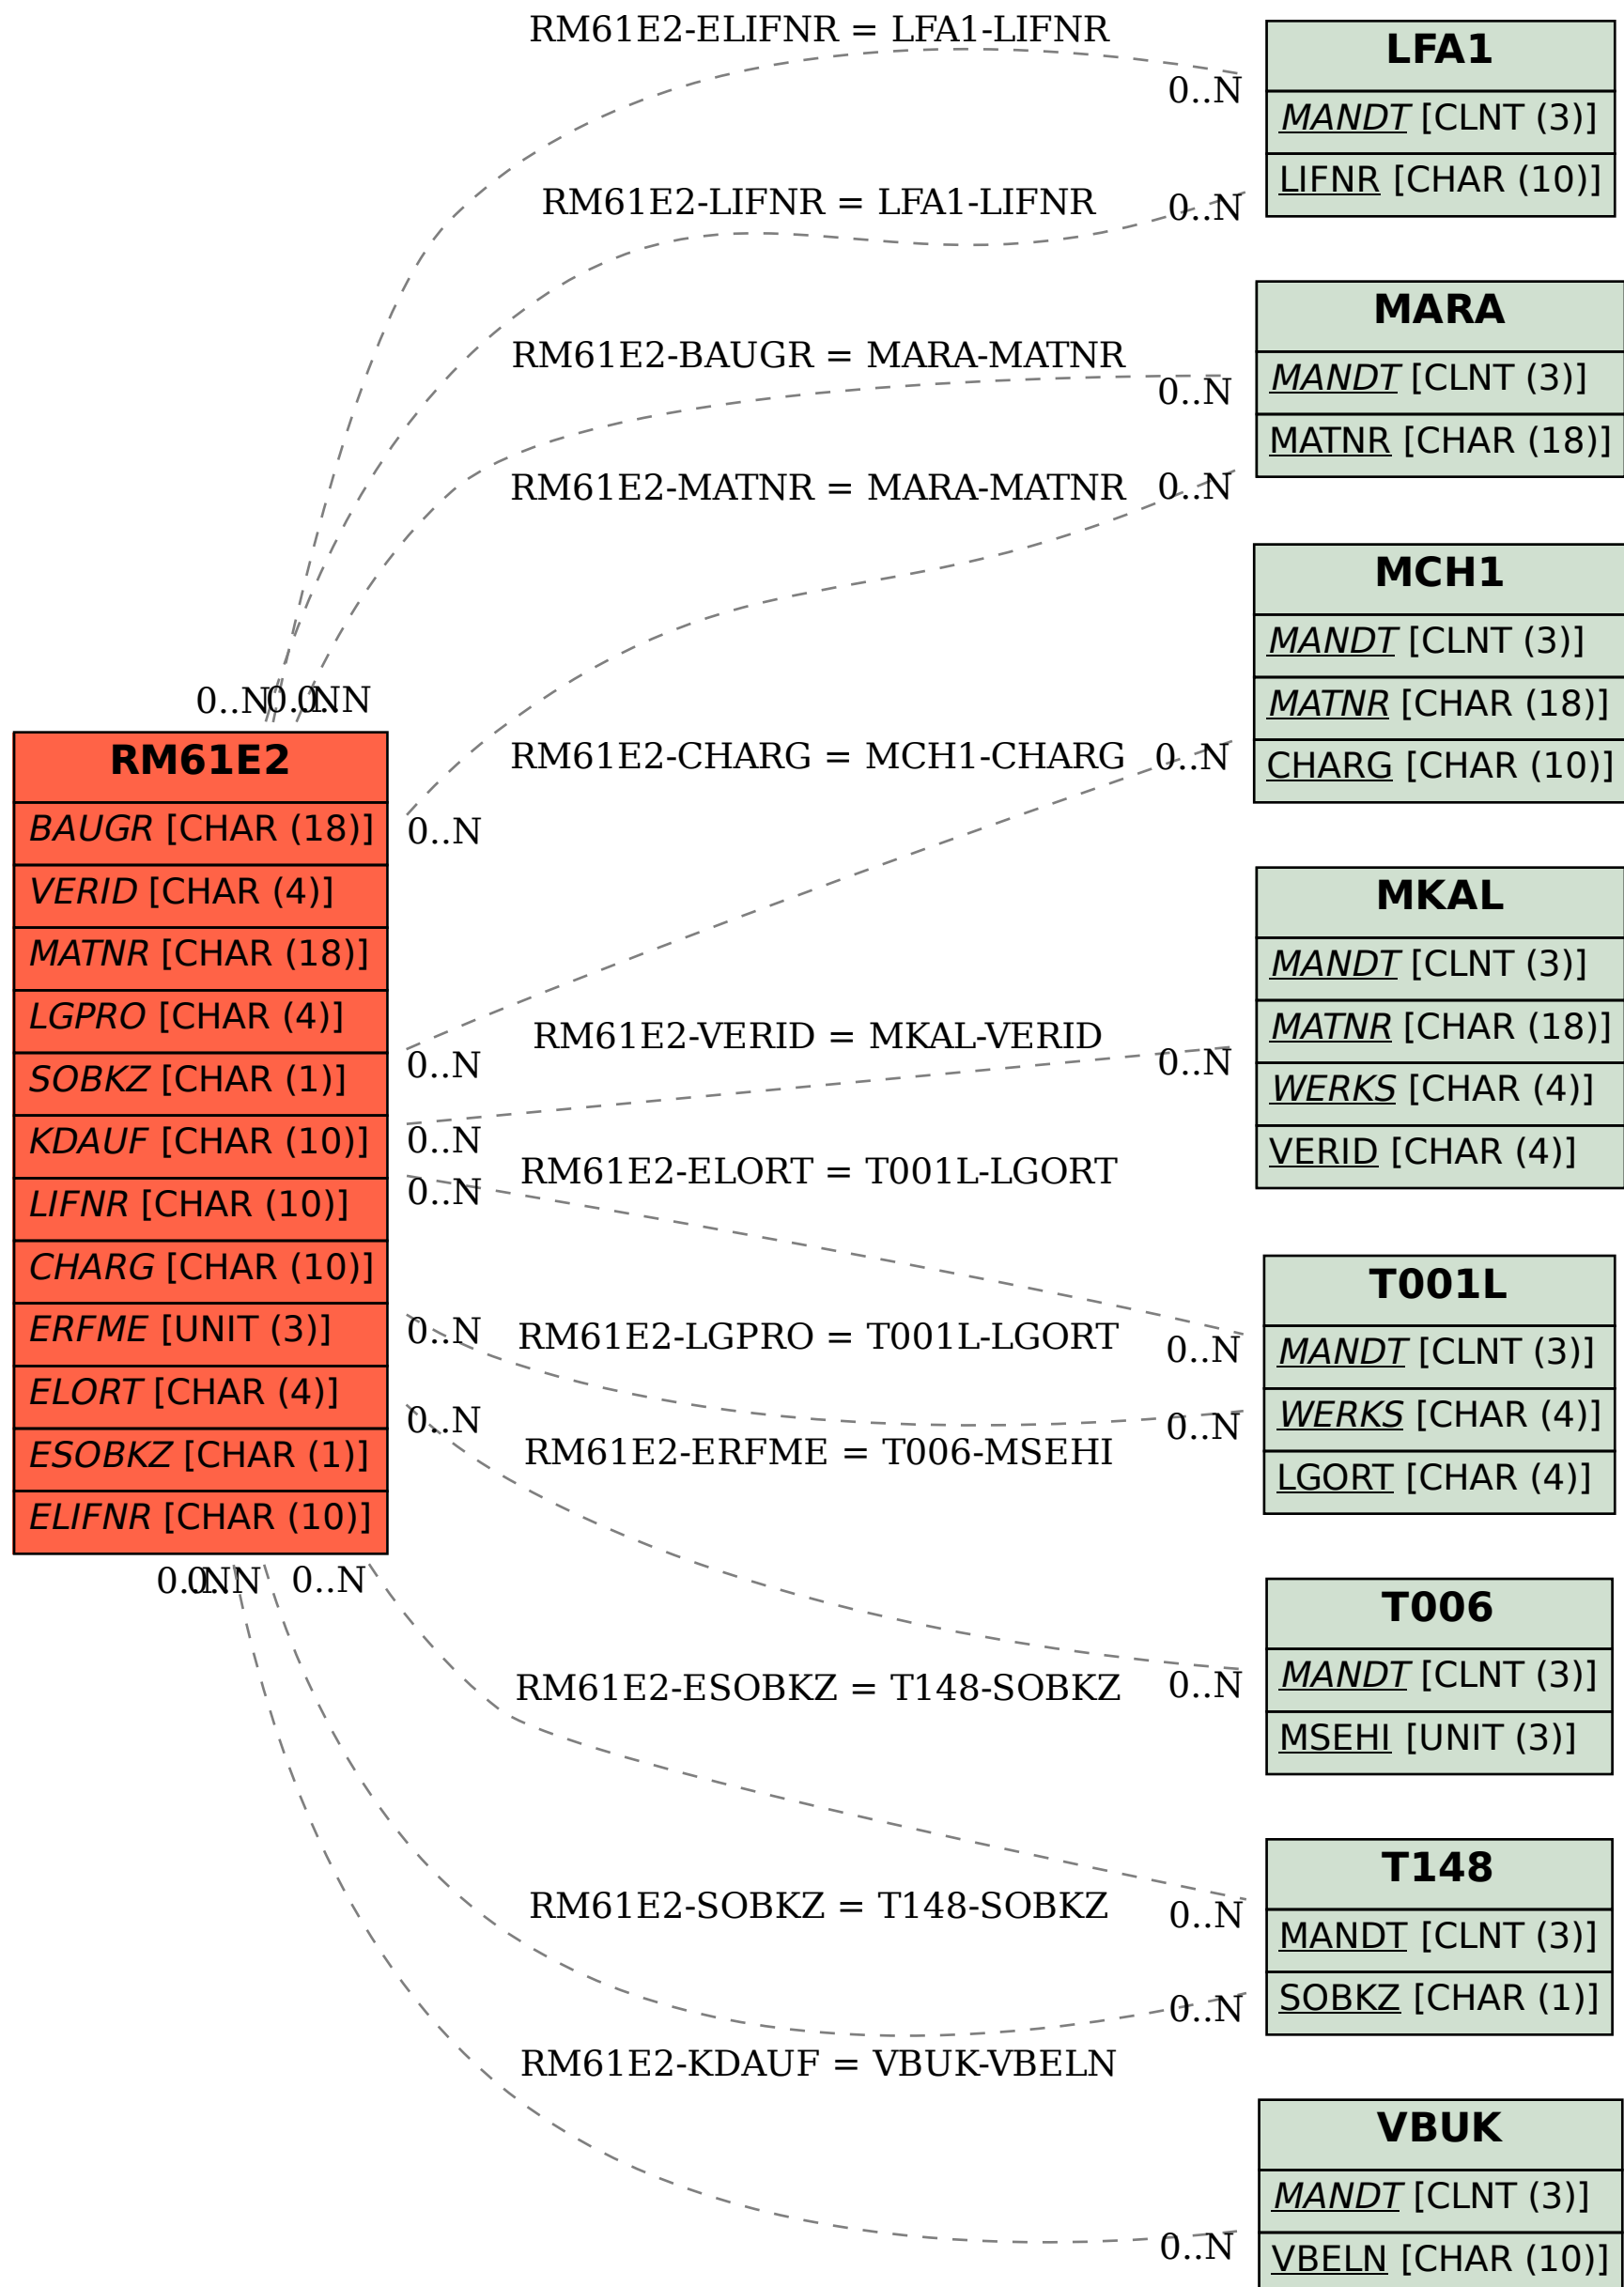 RM61E2-ELIFNR = LFA1-LIFNR
0..N
LFA1
MANDT [CLNT (3)]
LIFNR [CHAR (10)]
RM61E2-LIFNR = LFA1-LIFNR
0..N
MARA
MANDT [CLNT (3)]
MATNR [CHAR (18)]
RM61E2-BAUGR = MARA-MATNR
0..N
RM61E2-MATNR = MARA-MATNR
0..N
MCH1
MANDT [CLNT (3)]
MATNR [CHAR (18)]
CHARG [CHAR (10)]
0..N
0..N
0..N
RM61E2-CHARG = MCH1-CHARG
0..N
RM61E2
BAUGR [CHAR (18)]
VERID [CHAR (4)]
MATNR [CHAR (18)]
LGPRO [CHAR (4)]
SOBKZ [CHAR (1)]
KDAUF [CHAR (10)]
LIFNR [CHAR (10)]
CHARG [CHAR (10)]
ERFME [UNIT (3)]
ELORT [CHAR (4)]
ESOBKZ [CHAR (1)]
ELIFNR [CHAR (10)]
0..N
MKAL
MANDT [CLNT (3)]
MATNR [CHAR (18)]
WERKS [CHAR (4)]
VERID [CHAR (4)]
RM61E2-VERID = MKAL-VERID
0..N
0..N
0..N
RM61E2-ELORT = T001L-LGORT
0..N
0..N
T001L
MANDT [CLNT (3)]
WERKS [CHAR (4)]
LGORT [CHAR (4)]
0..N
RM61E2-LGPRO = T001L-LGORT
0..N
0..N
RM61E2-ERFME = T006-MSEHI
0..N
T006
MANDT [CLNT (3)]
MSEHI [UNIT (3)]
0..N
0..N
0..N
RM61E2-ESOBKZ = T148-SOBKZ
0..N
T148
MANDT [CLNT (3)]
SOBKZ [CHAR (1)]
RM61E2-SOBKZ = T148-SOBKZ
0..N
RM61E2-KDAUF = VBUK-VBELN
0..N
VBUK
MANDT [CLNT (3)]
VBELN [CHAR (10)]